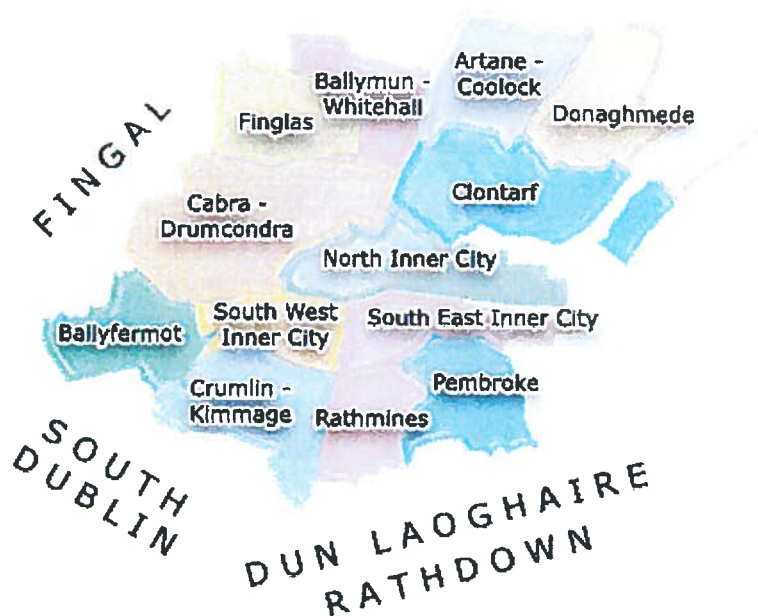 Artane -
Coolock
Ballymun -
Whitehall
Finglas
Donaghmede
FINGAL
Cabra -
Drumcondra
Clontarf
North Inner City
Ballyfermot
South West
Inner City
South East Inner City
Crumlin -
Kimmage
Rathmines
Pembroke
SOUTH
DUBLIN
DUN LAOGHAIRE
RATHDOWN